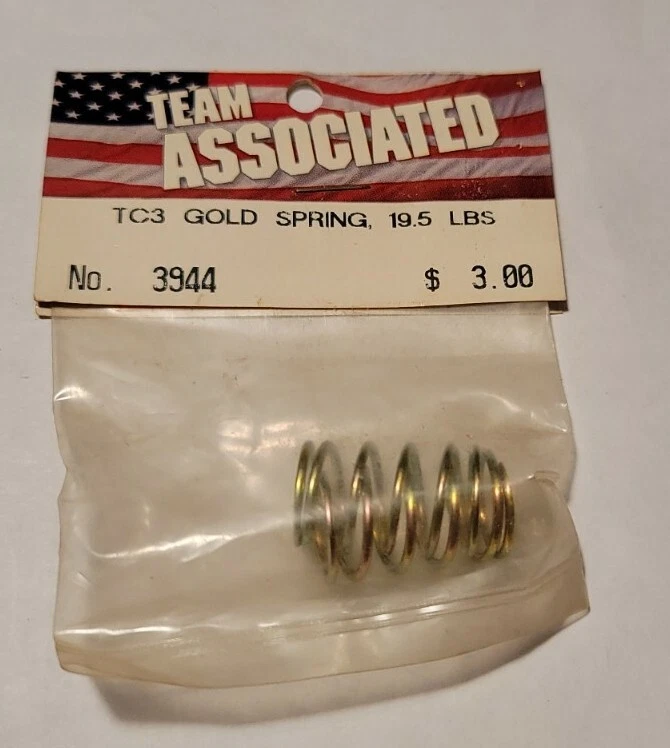 TEAM
ASSOCIATED
TC3 GOLD SPRING, 19.5 LBS
No. 3944 $ 3.00